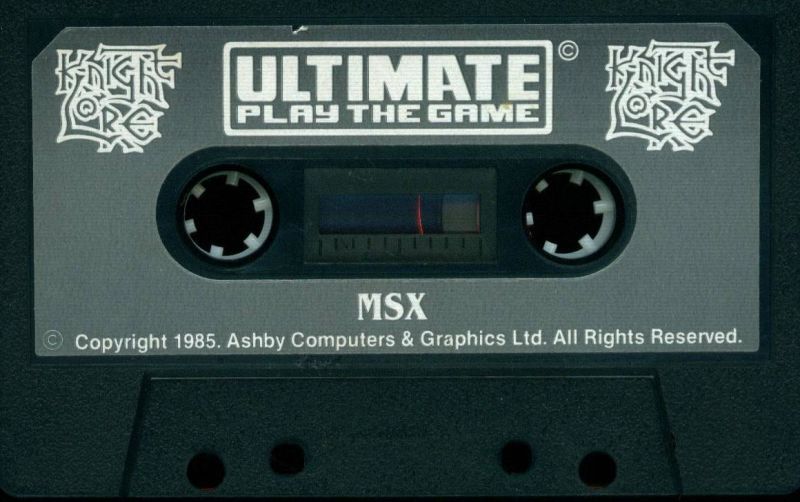 KNIGHT
LORE
ULTIMATE
PLAY THE GAME
©
KNIGHT
LORE
MSX
© Copyright 1985. Ashby Computers & Graphics Ltd. All Rights Reserved.